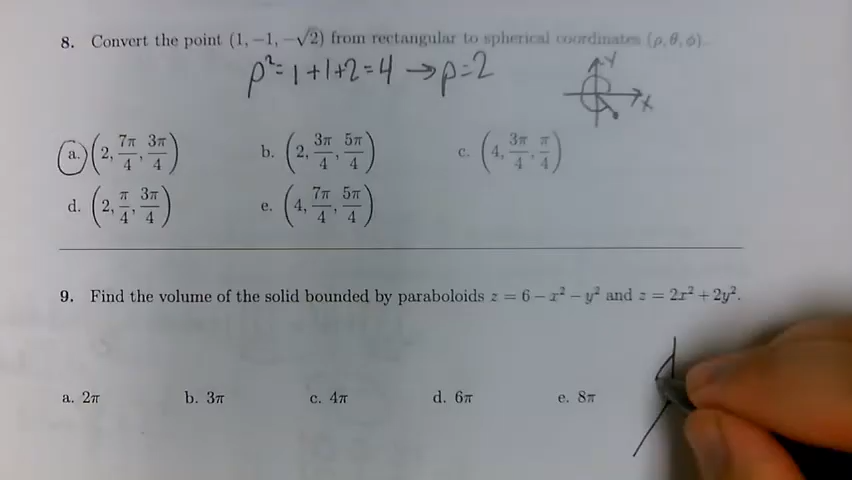 8. Convert the point (1, −1, −√2) from rectangular to spherical coordinates (ρ, θ, ϕ).
ρ² = 1 + 1 + 2 = 4 → ρ = 2
Y
X
a. (2, 7π/4, 3π/4) b. (2, 3π/4, 5π/4) c. (4, 3π/4, π/4)
d. (2, π/4, 3π/4) e. (4, 7π/4, 5π/4)
9. Find the volume of the solid bounded by paraboloids z = 6 − x² − y² and z = 2x² + 2y².
a. 2π b. 3π c. 4π d. 6π e. 8π